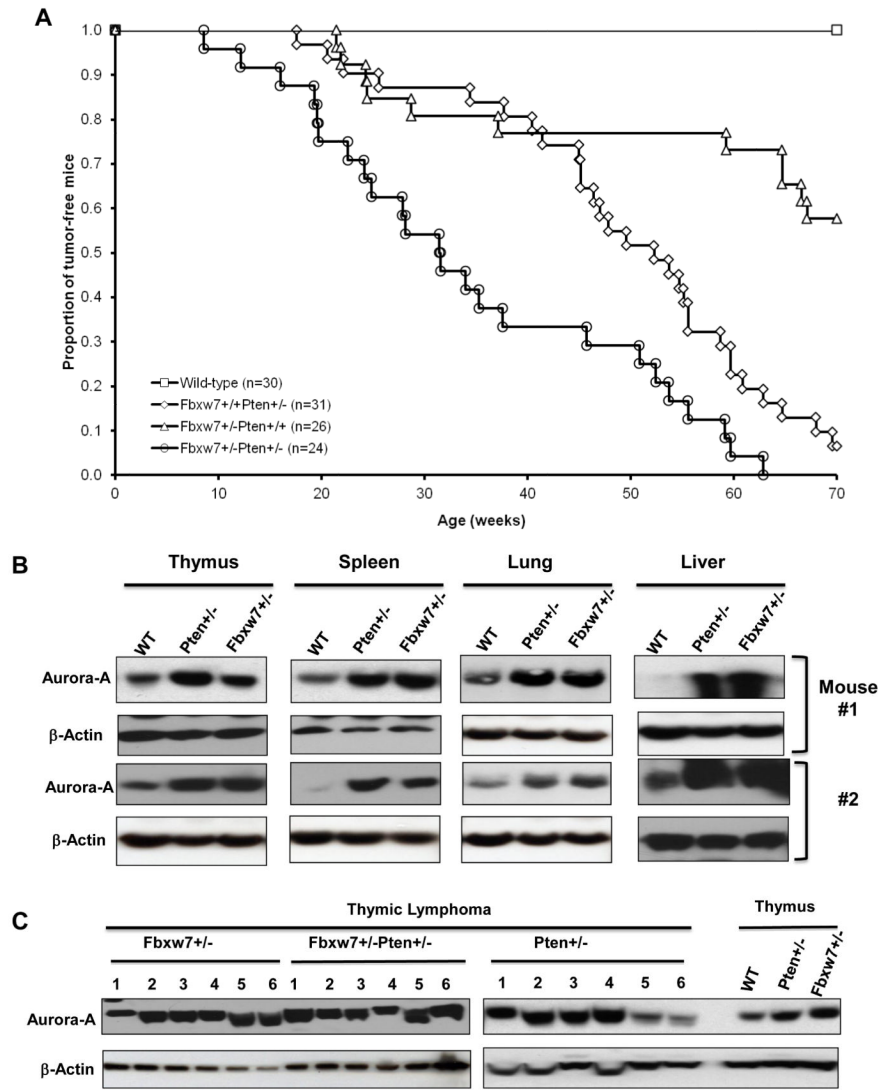 A
1.0
0.9
0.8
0.7
0.6
0.5
0.4
0.3
0.2
0.1
0.0
Proportion of tumor-free mice
Wild-type (n=30)
Fbxw7+/+Pten+/- (n=31)
Fbxw7+/-Pten+/+ (n=26)
Fbxw7+/-Pten+/- (n=24)
0 10 20 30 40 50 60 70
Age (weeks)
B
Thymus Spleen Lung Liver
WT Pten+/- Fbxw7+/- WT Pten+/- Fbxw7+/- WT Pten+/- Fbxw7+/- WT Pten+/- Fbxw7+/-
Aurora-A
β-Actin
Mouse
#1
Aurora-A
β-Actin
#2
C
Thymic Lymphoma Thymus
Fbxw7+/- Fbxw7+/-Pten+/- Pten+/- WT Pten+/- Fbxw7+/-
1 2 3 4 5 6 1 2 3 4 5 6 1 2 3 4 5 6
Aurora-A
β-Actin